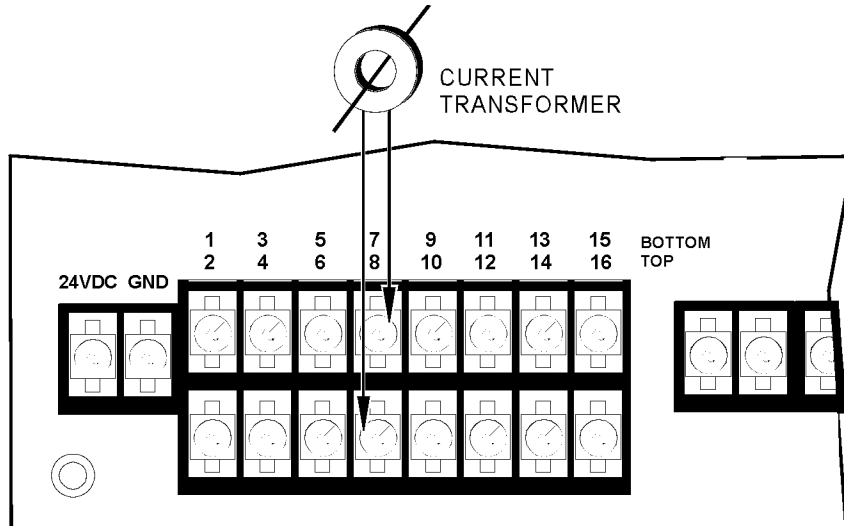 CURRENT
TRANSFORMER
1 3 5 7 9 11 13 15 BOTTOM
2 4 6 8 10 12 14 16 TOP
24VDC GND